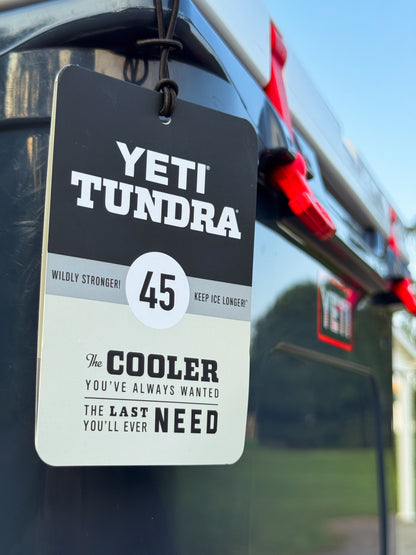 YETI
TUNDRA
WILDLY STRONGER! 45 KEEP ICE LONGER!
The COOLER
YOU'VE ALWAYS WANTED
THE LAST
YOU'LL EVER NEED
YETI